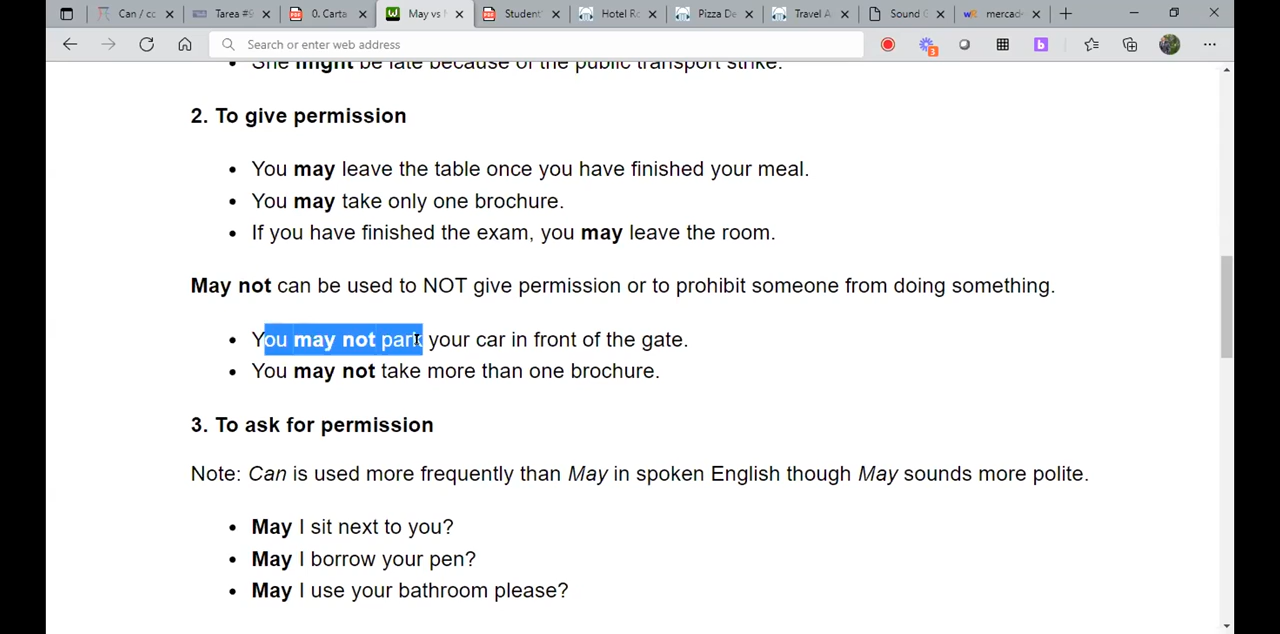 Can / cc
Tarea #9
0. Carta
May vs
Student'
Hotel Ro
Pizza De
Travel A
Sound
mercad
Search or enter web address
3
b
She might be late because of the public transport strike.
2. To give permission
• You may leave the table once you have finished your meal.
• You may take only one brochure.
• If you have finished the exam, you may leave the room.
May not can be used to NOT give permission or to prohibit someone from doing something.
• You may not park your car in front of the gate.
• You may not take more than one brochure.
3. To ask for permission
Note: Can is used more frequently than May in spoken English though May sounds more polite.
• May I sit next to you?
• May I borrow your pen?
• May I use your bathroom please?